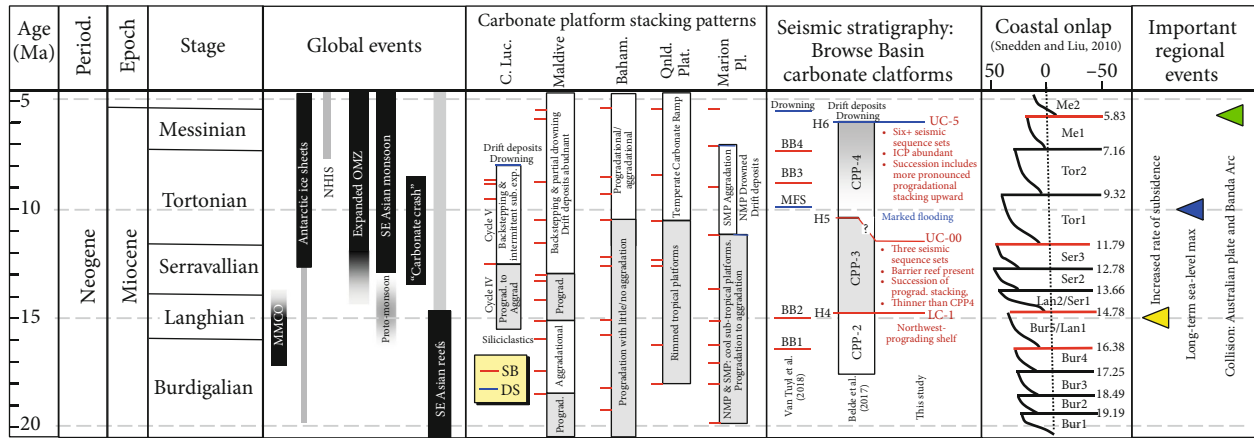 Age
(Ma)
Period.
Epoch
Stage
Global events
Carbonate platform stacking patterns
C. Luc.
Maldive
Baham.
Qnld.
Plat.
Marion
Pl.
Seismic stratigraphy:
Browse Basin
carbonate clatforms
Coastal onlap
(Snedden and Liu, 2010)
50 0 −50
Important
regional
events
5
10
15
20
Neogene
Miocene
Messinian
Tortonian
Serravallian
Langhian
Burdigalian
MMCO
Antarctic ice sheets
NHIS
Expanded OMZ
SE Asian monsoon
Proto-monsoon
"Carbonate crash"
SE Asian reefs
Drift deposits
Drowning
Cycle V
Backstepping &
intermittent sub. exp.
Cycle IV
Prograd. to
Aggrad
Siliciclastics
SB
DS
Backstepping & partial drowning
Drift deposits abudnant
Prograd.
Aggradational
Prograd.
Progradational/
aggradational
Progradation with little/no aggradation
Temperate Carbonate Ramp
Rimmed tropical platforms
SMP Aggradation
NMP Drowned
Drift deposits
NMP & SMP: cool sub-tropical platforms.
Progradation to aggradation
Drowning
BB4
BB3
MFS
BB2
BB1
Van Tuyl et al.
(2018)
Drift deposits
Drowning
H6
CPP-4
H5
?
CPP-3
H4
CPP-2
Belde et al.
(2017)
UC-5
• Six+ seismic
sequence sets
• ICP abundant
• Succession includes
more pronounced
progradational
stacking upward
Marked flooding
UC-00
• Three seismic
sequence sets
• Barrier reef present
• Succession of
prograd. stacking,
• Thinner than CPP4
LC-1
Northwest-
prograding shelf
This study
Me2
5.83
Me1
7.16
Tor2
9.32
Tor1
11.79
Ser3
12.78
Ser2
13.66
Lan2/Ser1
14.78
Bur5/Lan1
16.38
Bur4
17.25
Bur3
18.49
Bur2
19.19
Bur1
Increased rate of subsidence
Long-term sea-level max
Collision: Australian plate and Banda Arc